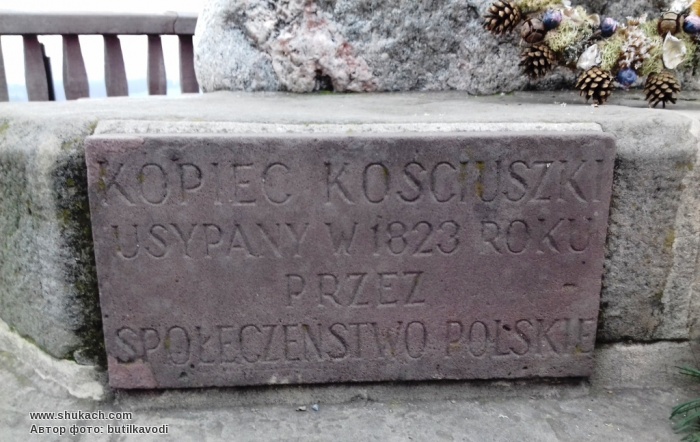 KOPIEC KOŚCIUSZKI
USYPANY W 1823 ROKU
PRZEZ
SPOŁECZEŃSTWO POLSKIE
www.shukach.com
Автор фото: butilkavodi